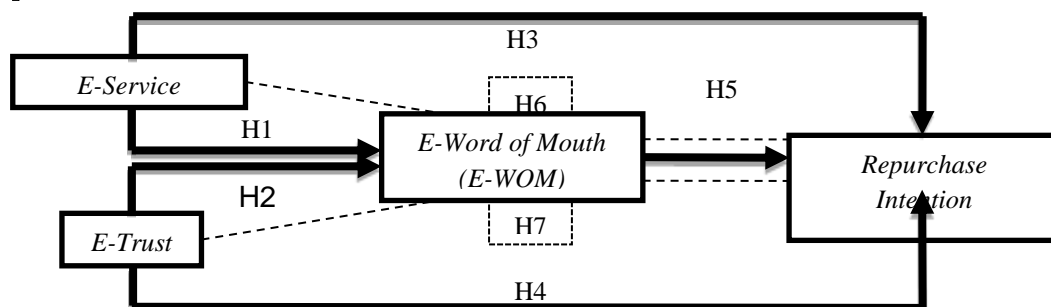 H3
E-Service
H6
H5
H1
E-Word of Mouth
(E-WOM)
Repurchase
Intention
H2
H7
E-Trust
H4